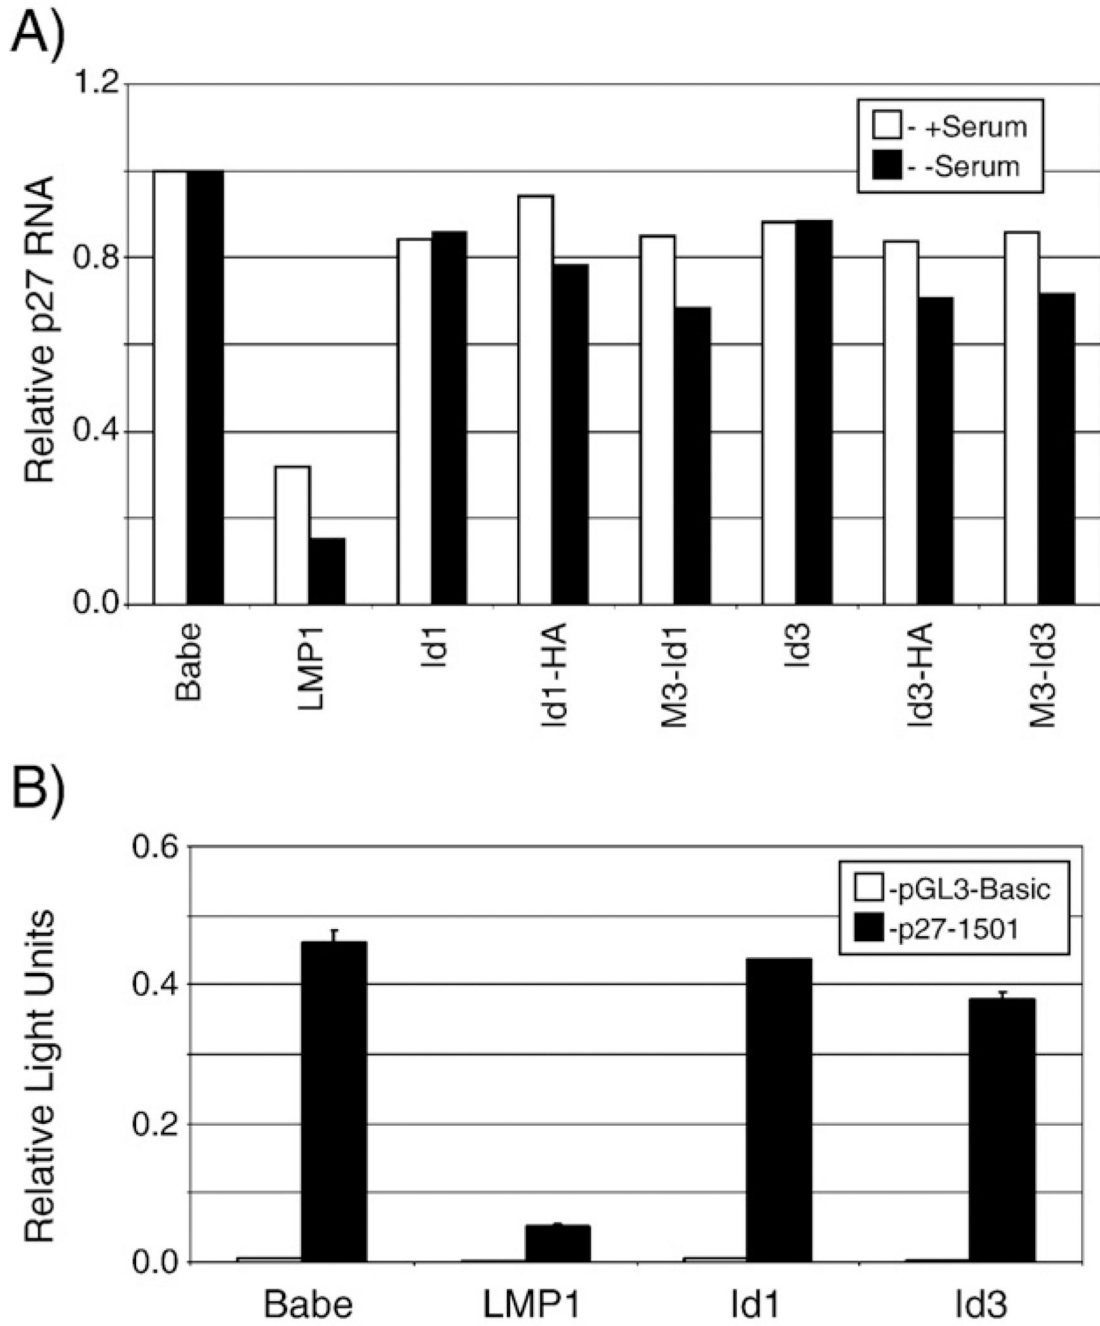 A)
1.2
0.8
0.4
0.0
Relative p27 RNA
- +Serum
- -Serum
Babe
LMP1
Id1
Id1-HA
M3-Id1
Id3
Id3-HA
M3-Id3
B)
0.6
0.4
0.2
0.0
Relative Light Units
-pGL3-Basic
-p27-1501
Babe
LMP1
Id1
Id3